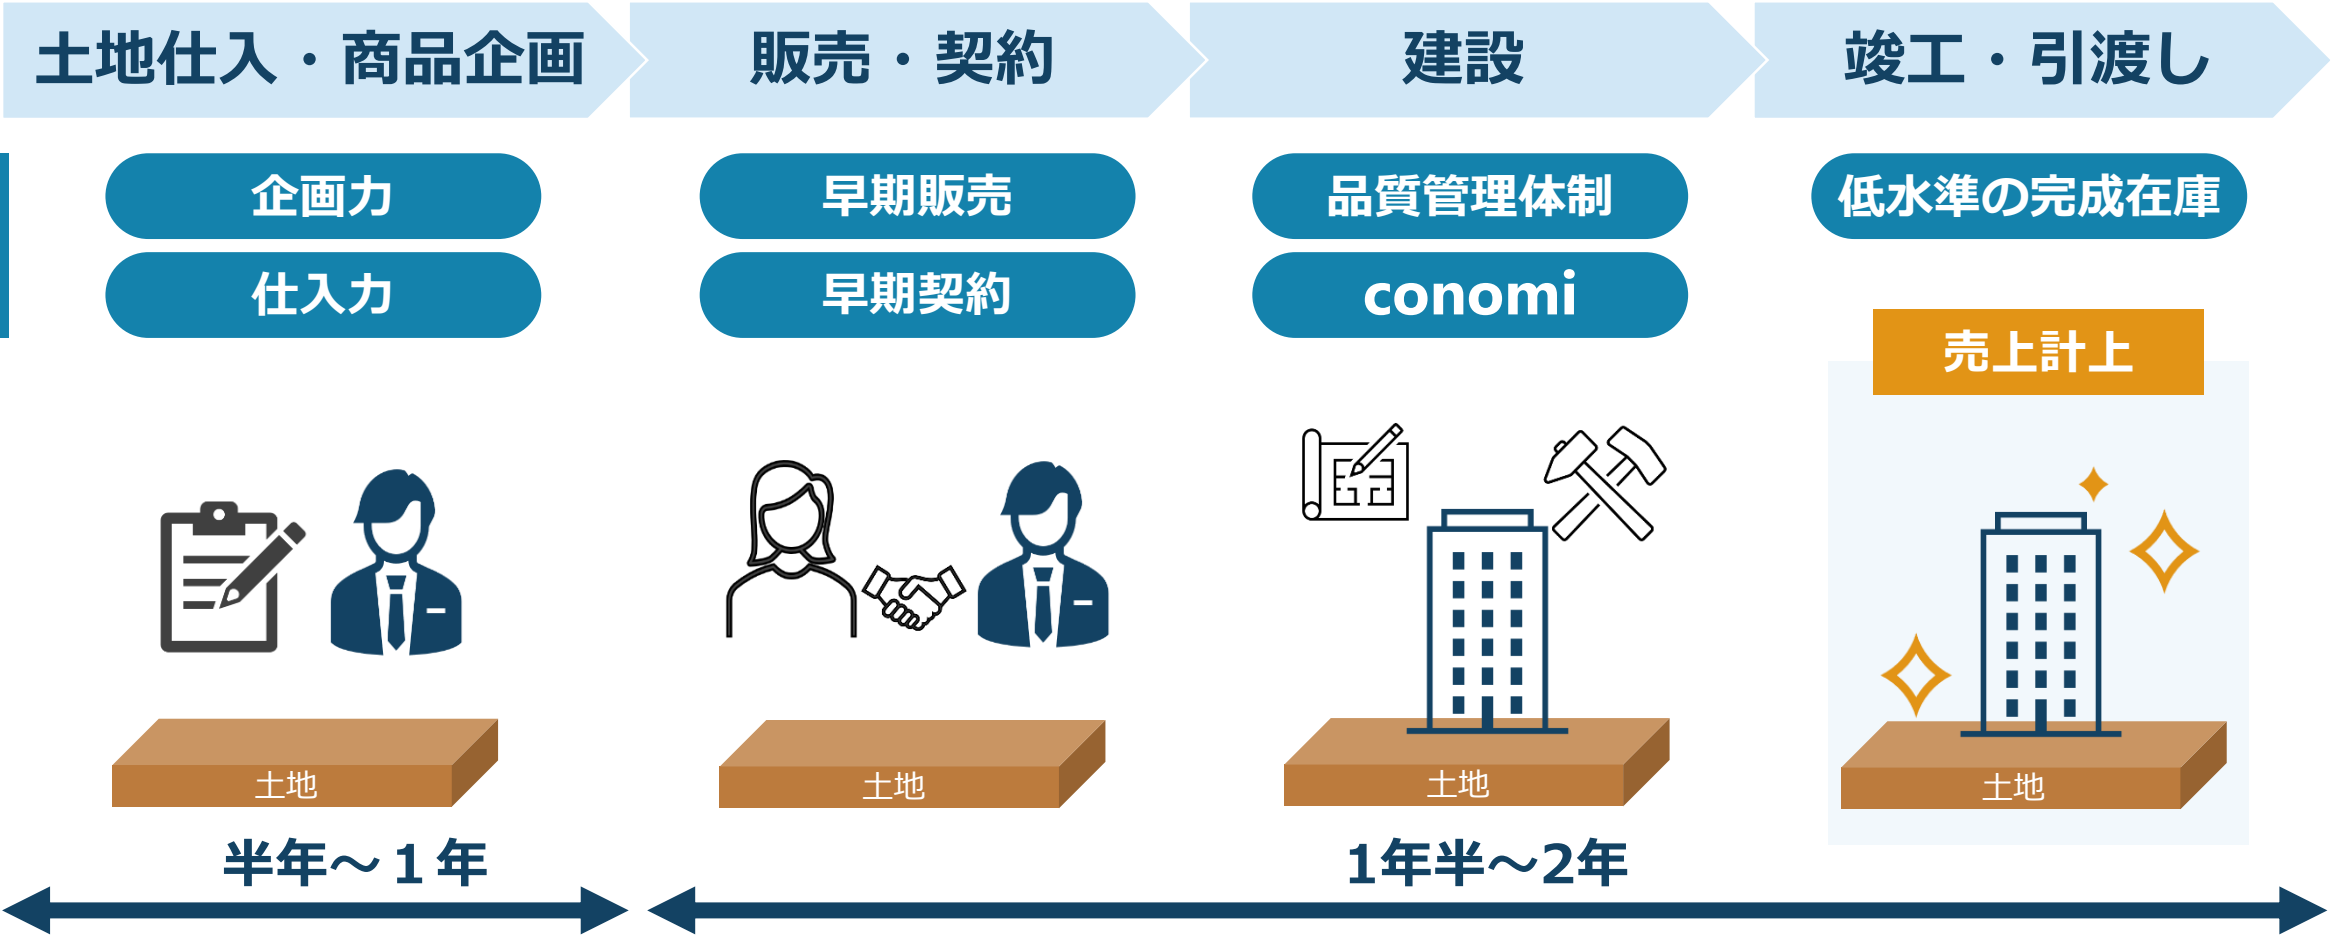 土地仕入・商品企画
販売・契約
建設
竣工・引渡し
企画力
早期販売
品質管理体制
低水準の完成在庫
仕入力
早期契約
conomi
売上計上
土地
土地
土地
土地
半年～１年
1年半～2年